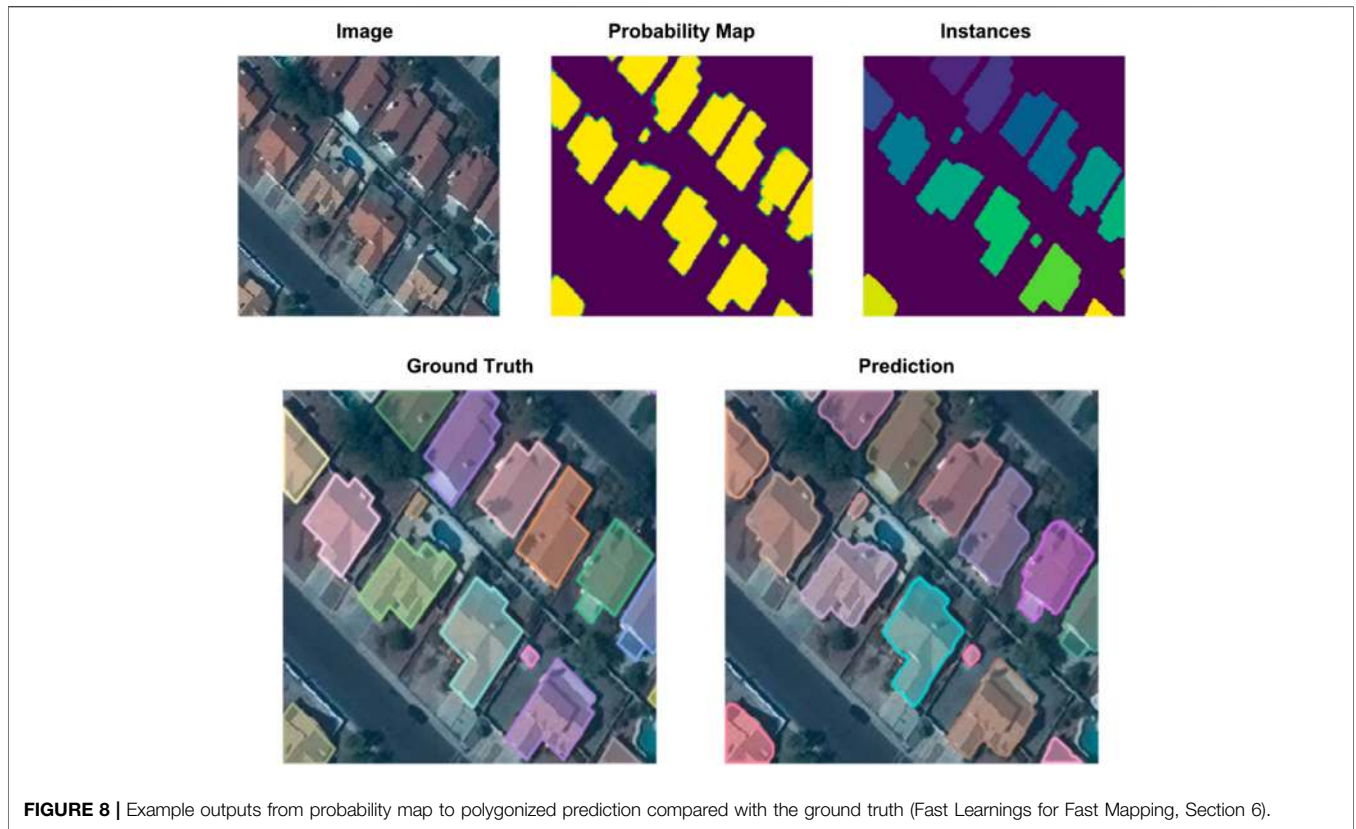 Image
Probability Map
Instances
Ground Truth
Prediction
FIGURE 8 | Example outputs from probability map to polygonized prediction compared with the ground truth (Fast Learnings for Fast Mapping, Section 6).